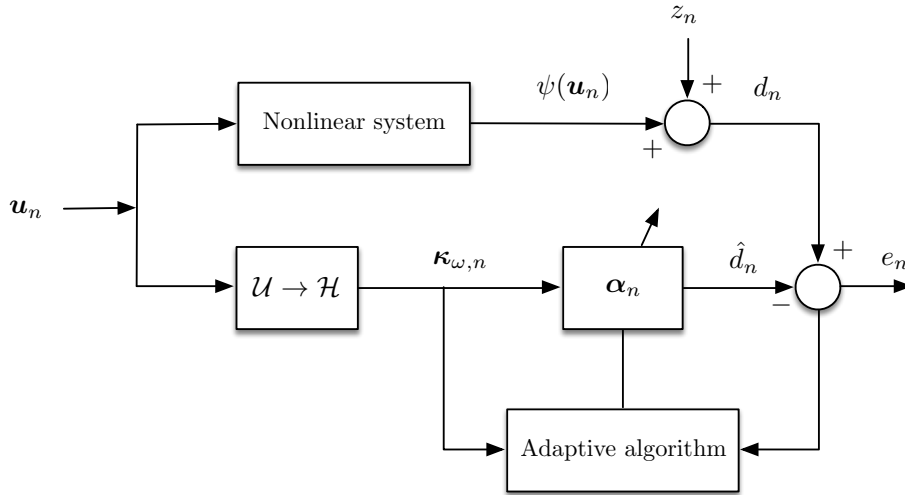 z_n
ψ(𝒖_n)
+
d_n
Nonlinear system
+
𝒖_n
𝜿_{ω,n}
d̂_n
+
e_n
𝒰 → ℋ
𝜶_n
−
Adaptive algorithm